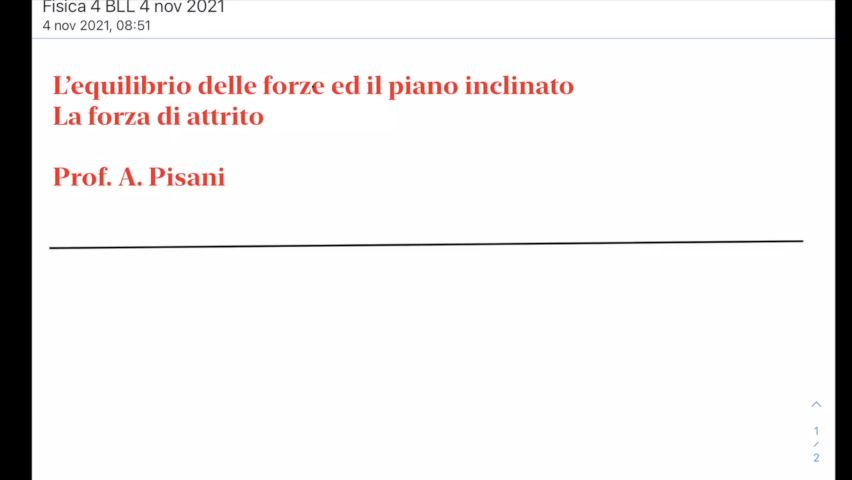 Fisica 4 BLL 4 nov 2021
4 nov 2021, 08:51
L'equilibrio delle forze ed il piano inclinato
La forza di attrito
Prof. A. Pisani
1
/
2